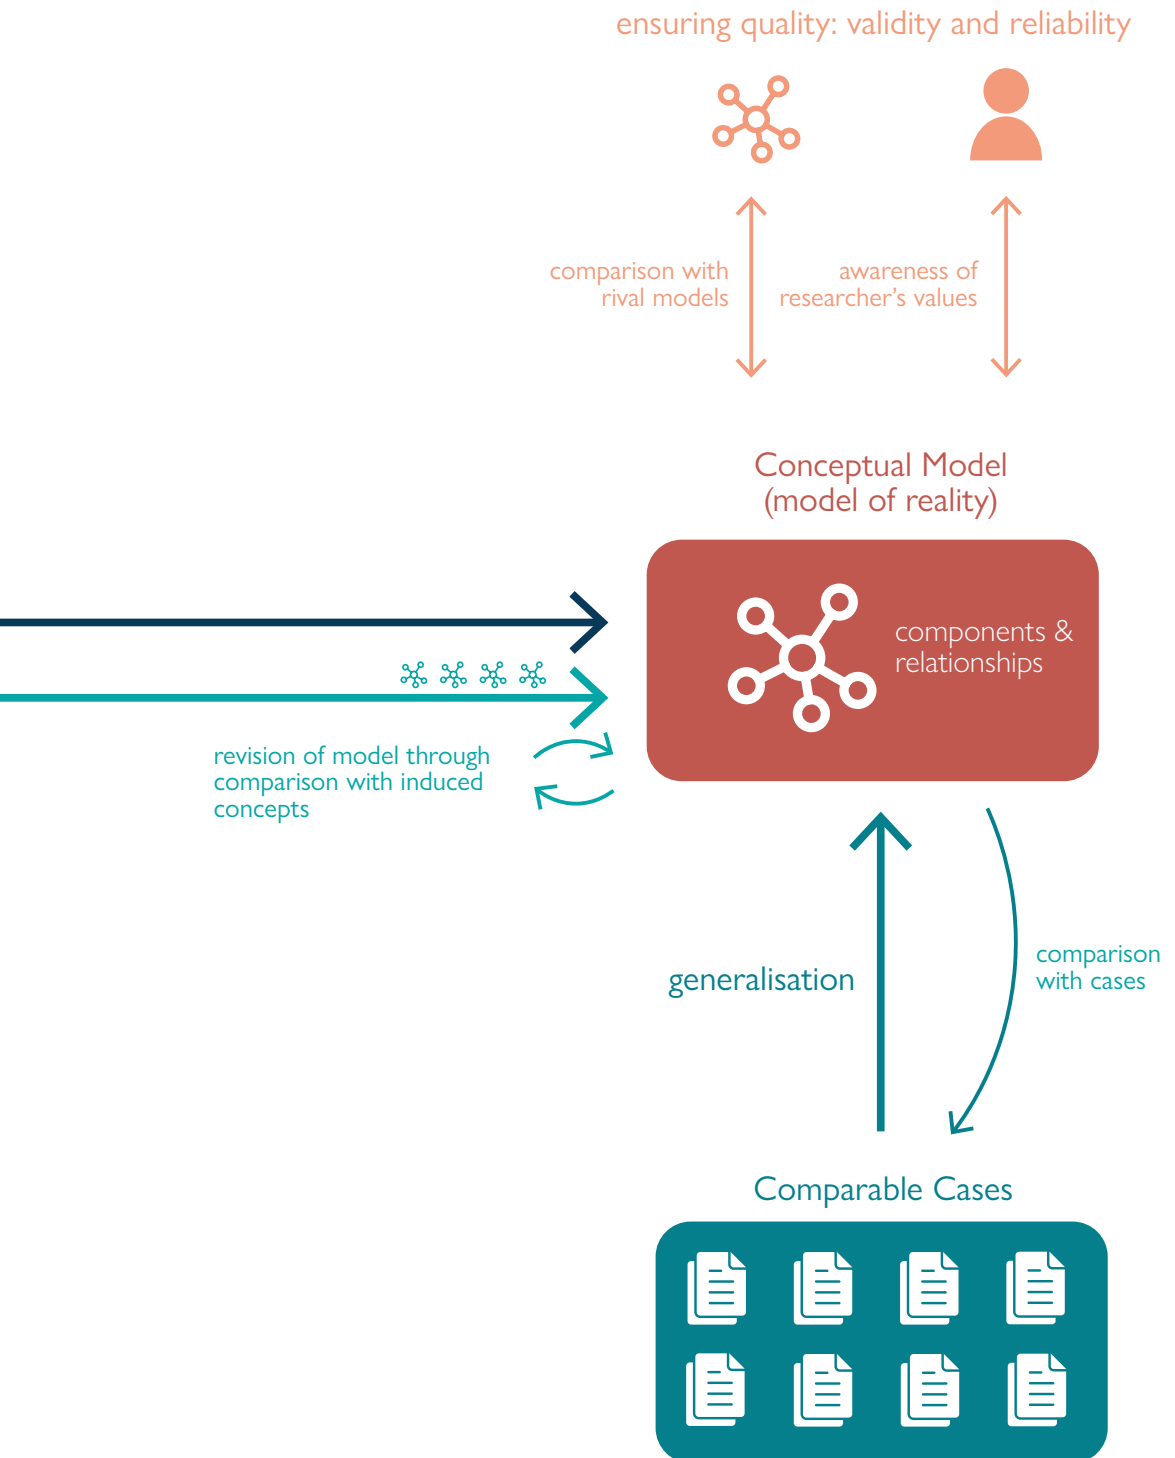 ensuring quality: validity and reliability
comparison with
rival models
awareness of
researcher's values
Conceptual Model
(model of reality)
components &
relationships
revision of model through
comparison with induced
concepts
generalisation
comparison
with cases
Comparable Cases